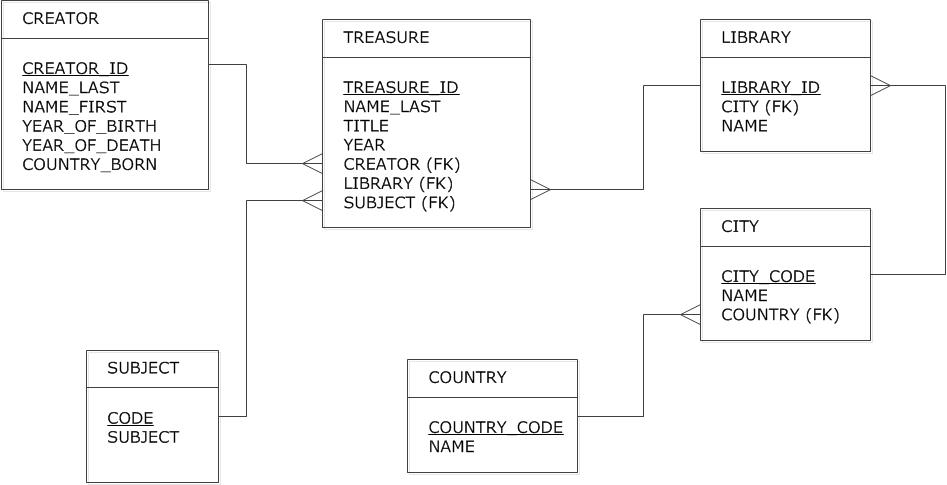 CREATOR
CREATOR_ID
NAME_LAST
NAME_FIRST
YEAR_OF_BIRTH
YEAR_OF_DEATH
COUNTRY_BORN
TREASURE
TREASURE_ID
NAME_LAST
TITLE
YEAR
CREATOR (FK)
LIBRARY (FK)
SUBJECT (FK)
LIBRARY
LIBRARY_ID
CITY (FK)
NAME
CITY
CITY_CODE
NAME
COUNTRY (FK)
SUBJECT
CODE
SUBJECT
COUNTRY
COUNTRY_CODE
NAME